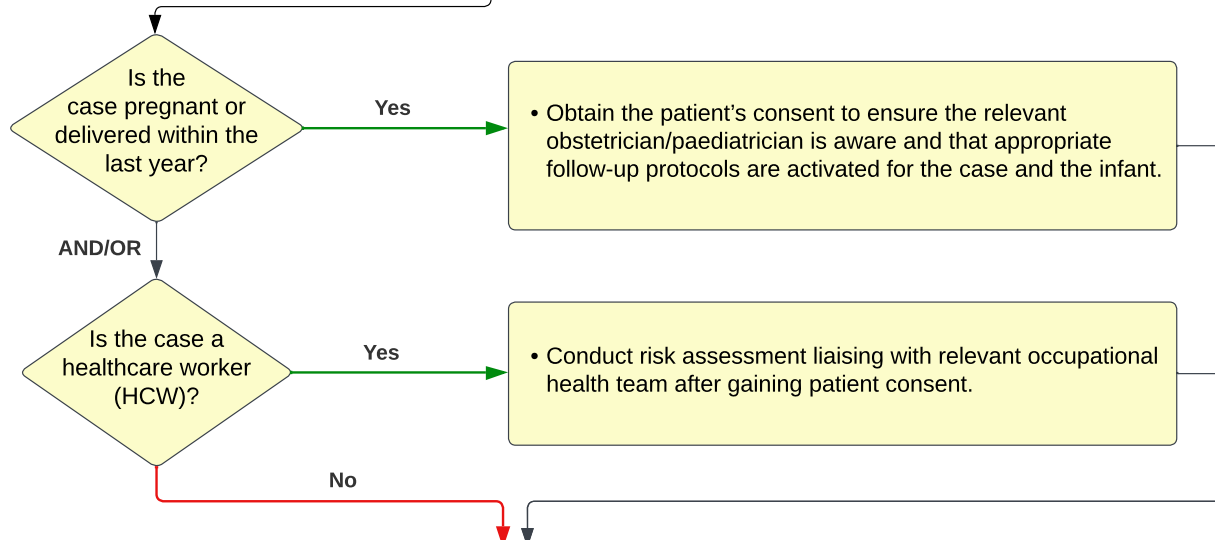 Is the
case pregnant or
delivered within the
last year?
Yes
• Obtain the patient’s consent to ensure the relevant
obstetrician/paediatrician is aware and that appropriate
follow-up protocols are activated for the case and the infant.
AND/OR
Is the case a
healthcare worker
(HCW)?
Yes
• Conduct risk assessment liaising with relevant occupational
health team after gaining patient consent.
No